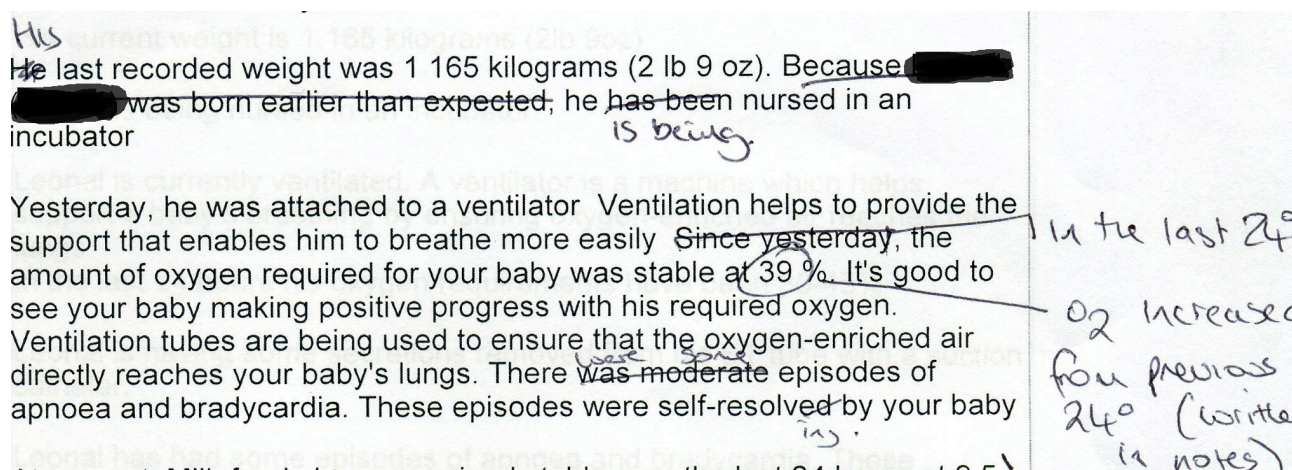 His
He last recorded weight was 1 165 kilograms (2 lb 9 oz). Because
was born earlier than expected, he has been nursed in an
is being.
incubator
Yesterday, he was attached to a ventilator Ventilation helps to provide the
support that enables him to breathe more easily Since yesterday, the
In the last 24°
amount of oxygen required for your baby was stable at 39 %. It's good to
see your baby making positive progress with his required oxygen.
O2 increased
from previous
24° (written
in notes)
Ventilation tubes are being used to ensure that the oxygen-enriched air
were some
directly reaches your baby's lungs. There was moderate episodes of
apnoea and bradycardia. These episodes were self-resolved by your baby
ing.